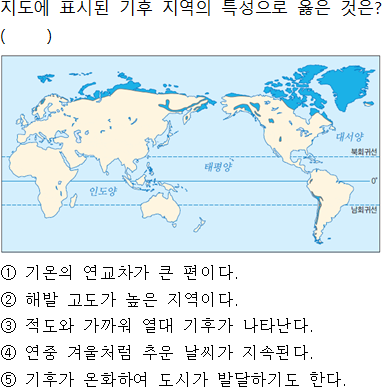 지도에 표시된 기후 지역의 특성으로 옳은 것은?
(     )
대서양
북회귀선
태평양
0°
인도양
남회귀선
① 기온의 연교차가 큰 편이다.
② 해발 고도가 높은 지역이다.
③ 적도와 가까워 열대 기후가 나타난다.
④ 연중 겨울처럼 추운 날씨가 지속된다.
⑤ 기후가 온화하여 도시가 발달하기도 한다.